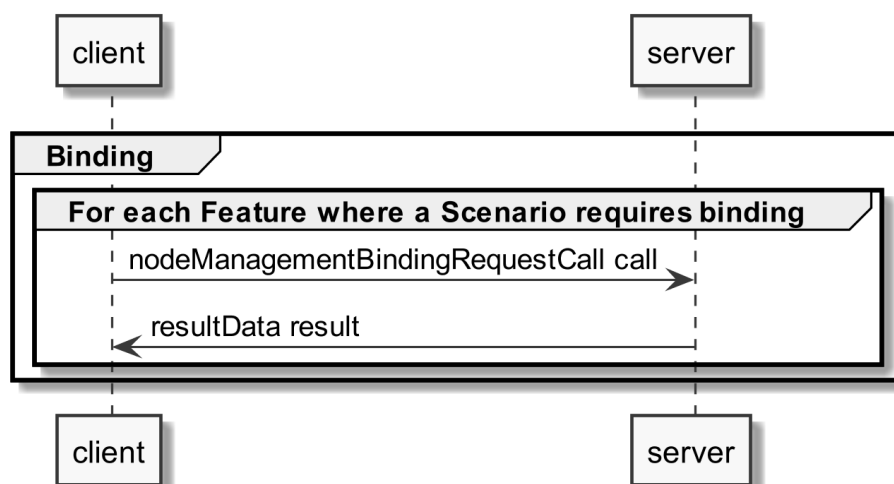 client
server
Binding
For each Feature where a Scenario requires binding
nodeManagementBindingRequestCall call
resultData result
client
server